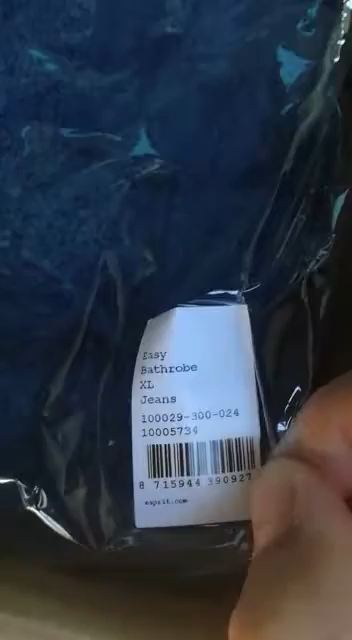 Easy
Bathrobe
XL
Jeans
100029-300-024
10005734
8 715944 390927
esprit.com